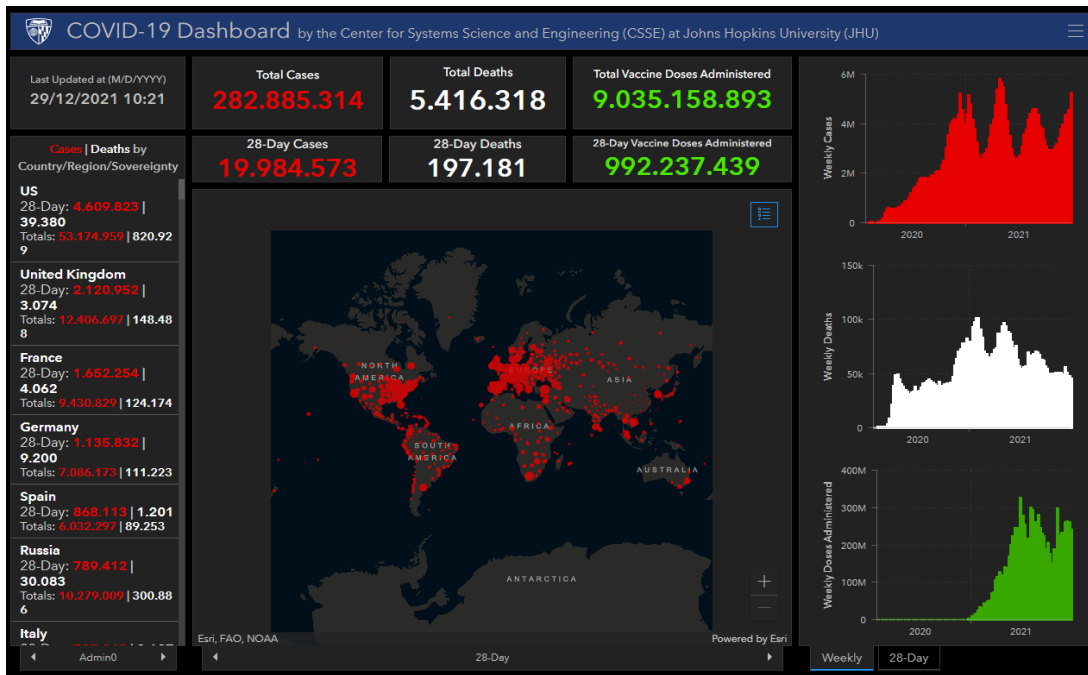 COVID-19 Dashboard by the Center for Systems Science and Engineering (CSSE) at Johns Hopkins University (JHU)
Last Updated at (M/D/YYYY)
29/12/2021 10:21
Total Cases
282.885.314
Total Deaths
5.416.318
Total Vaccine Doses Administered
9.035.158.893
28-Day Cases
19.984.573
28-Day Deaths
197.181
28-Day Vaccine Doses Administered
992.237.439
Cases | Deaths by
Country/Region/Sovereignty
US
28-Day: 4.609.823 |
39.380
Totals: 53.174.959 | 820.92
9
United Kingdom
28-Day: 2.120.952 |
3.074
Totals: 12.406.697 | 148.48
8
France
28-Day: 1.652.254 |
4.062
Totals: 9.430.829 | 124.174
Germany
28-Day: 1.135.832 |
9.200
Totals: 7.086.173 | 111.223
Spain
28-Day: 868.113 | 1.201
Totals: 6.032.297 | 89.253
Russia
28-Day: 789.412 |
30.083
Totals: 10.279.009 | 300.88
6
Italy
Admin0
NORTH
AMERICA
SOUTH
AMERICA
EUROPE
ASIA
AFRICA
AUSTRALIA
ANTARCTICA
Esri, FAO, NOAA
Powered by Esri
28-Day
Weekly Cases
6M
4M
2M
0
2020
2021
Weekly Deaths
150k
100k
50k
0
2020
2021
Weekly Doses Administered
400M
300M
200M
100M
0
2020
2021
Weekly
28-Day